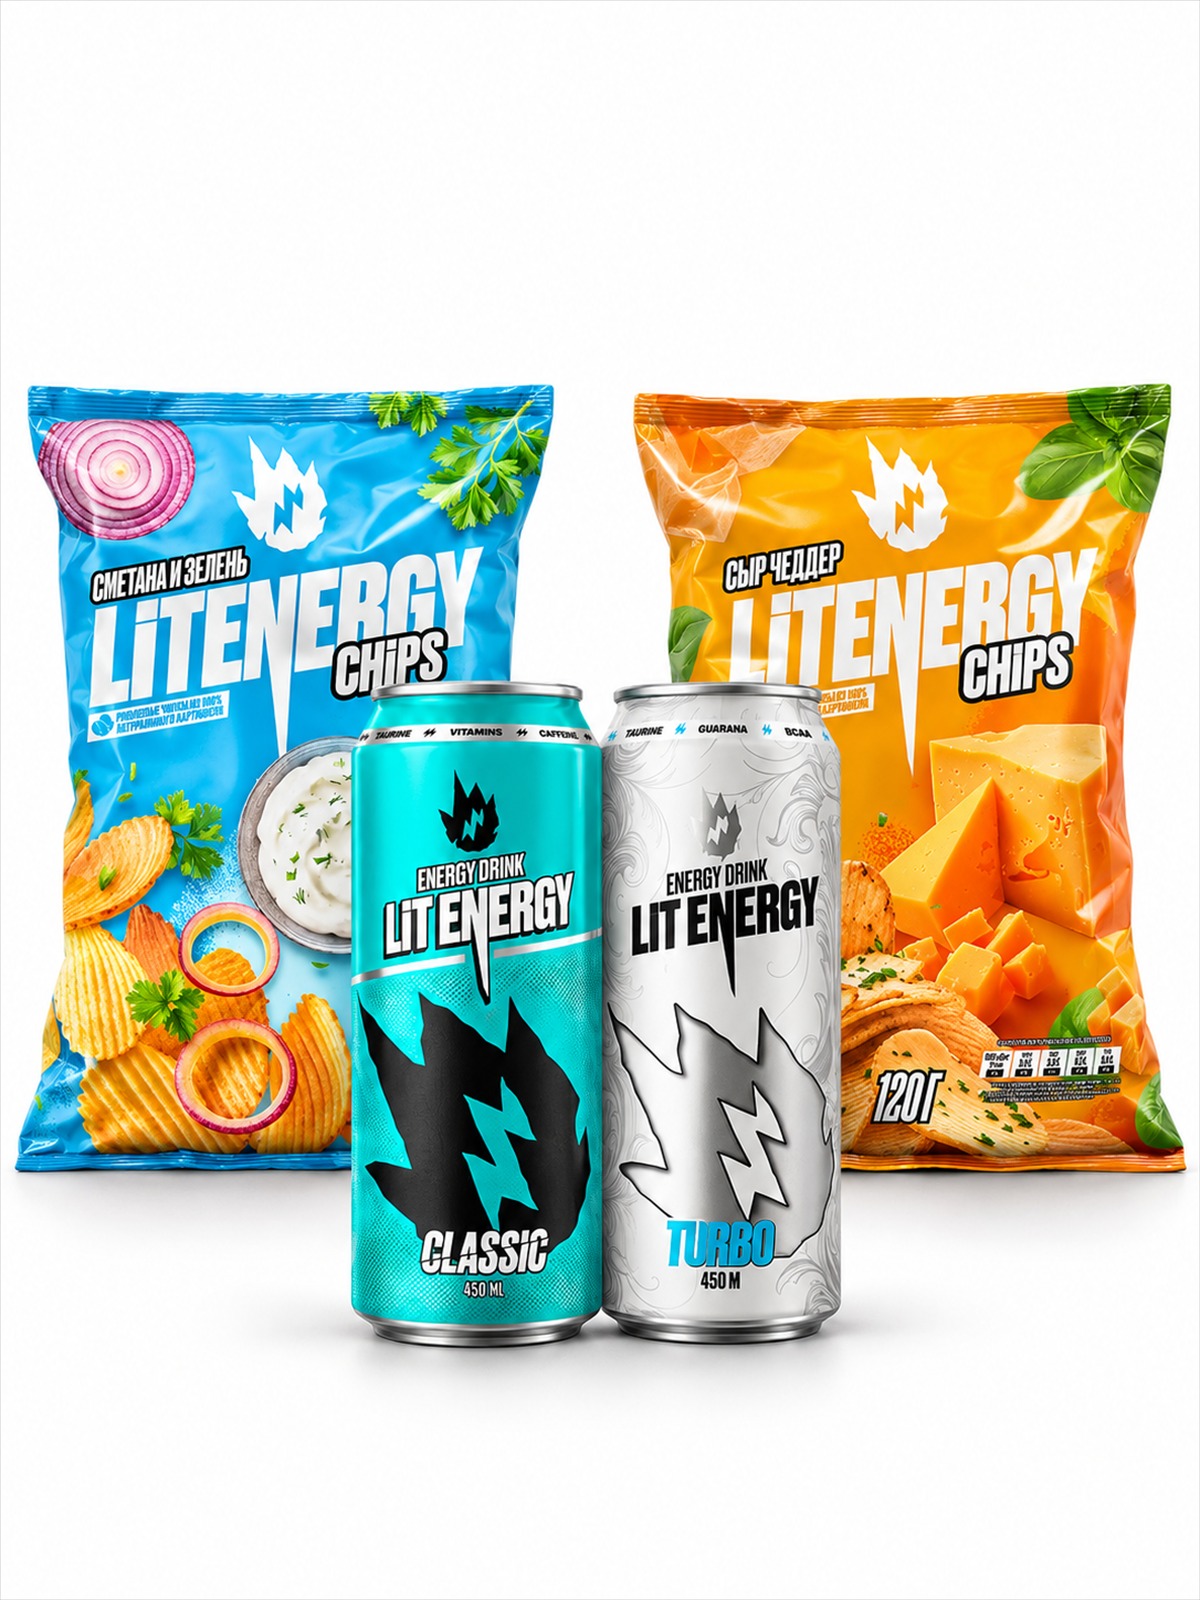 СМЕТАНА И ЗЕЛЕНЬ
LiTENERGY
CHiPS
СЫР ЧЕДДЕР
LiTENERGY
CHiPS
120Г
TAURINE VITAMINS CAFFEINE
ENERGY DRINK
LiT ENERGY
CLASSIC
450 ML
TAURINE GUARANA BCAA
ENERGY DRINK
LiT ENERGY
TURBO
450 M